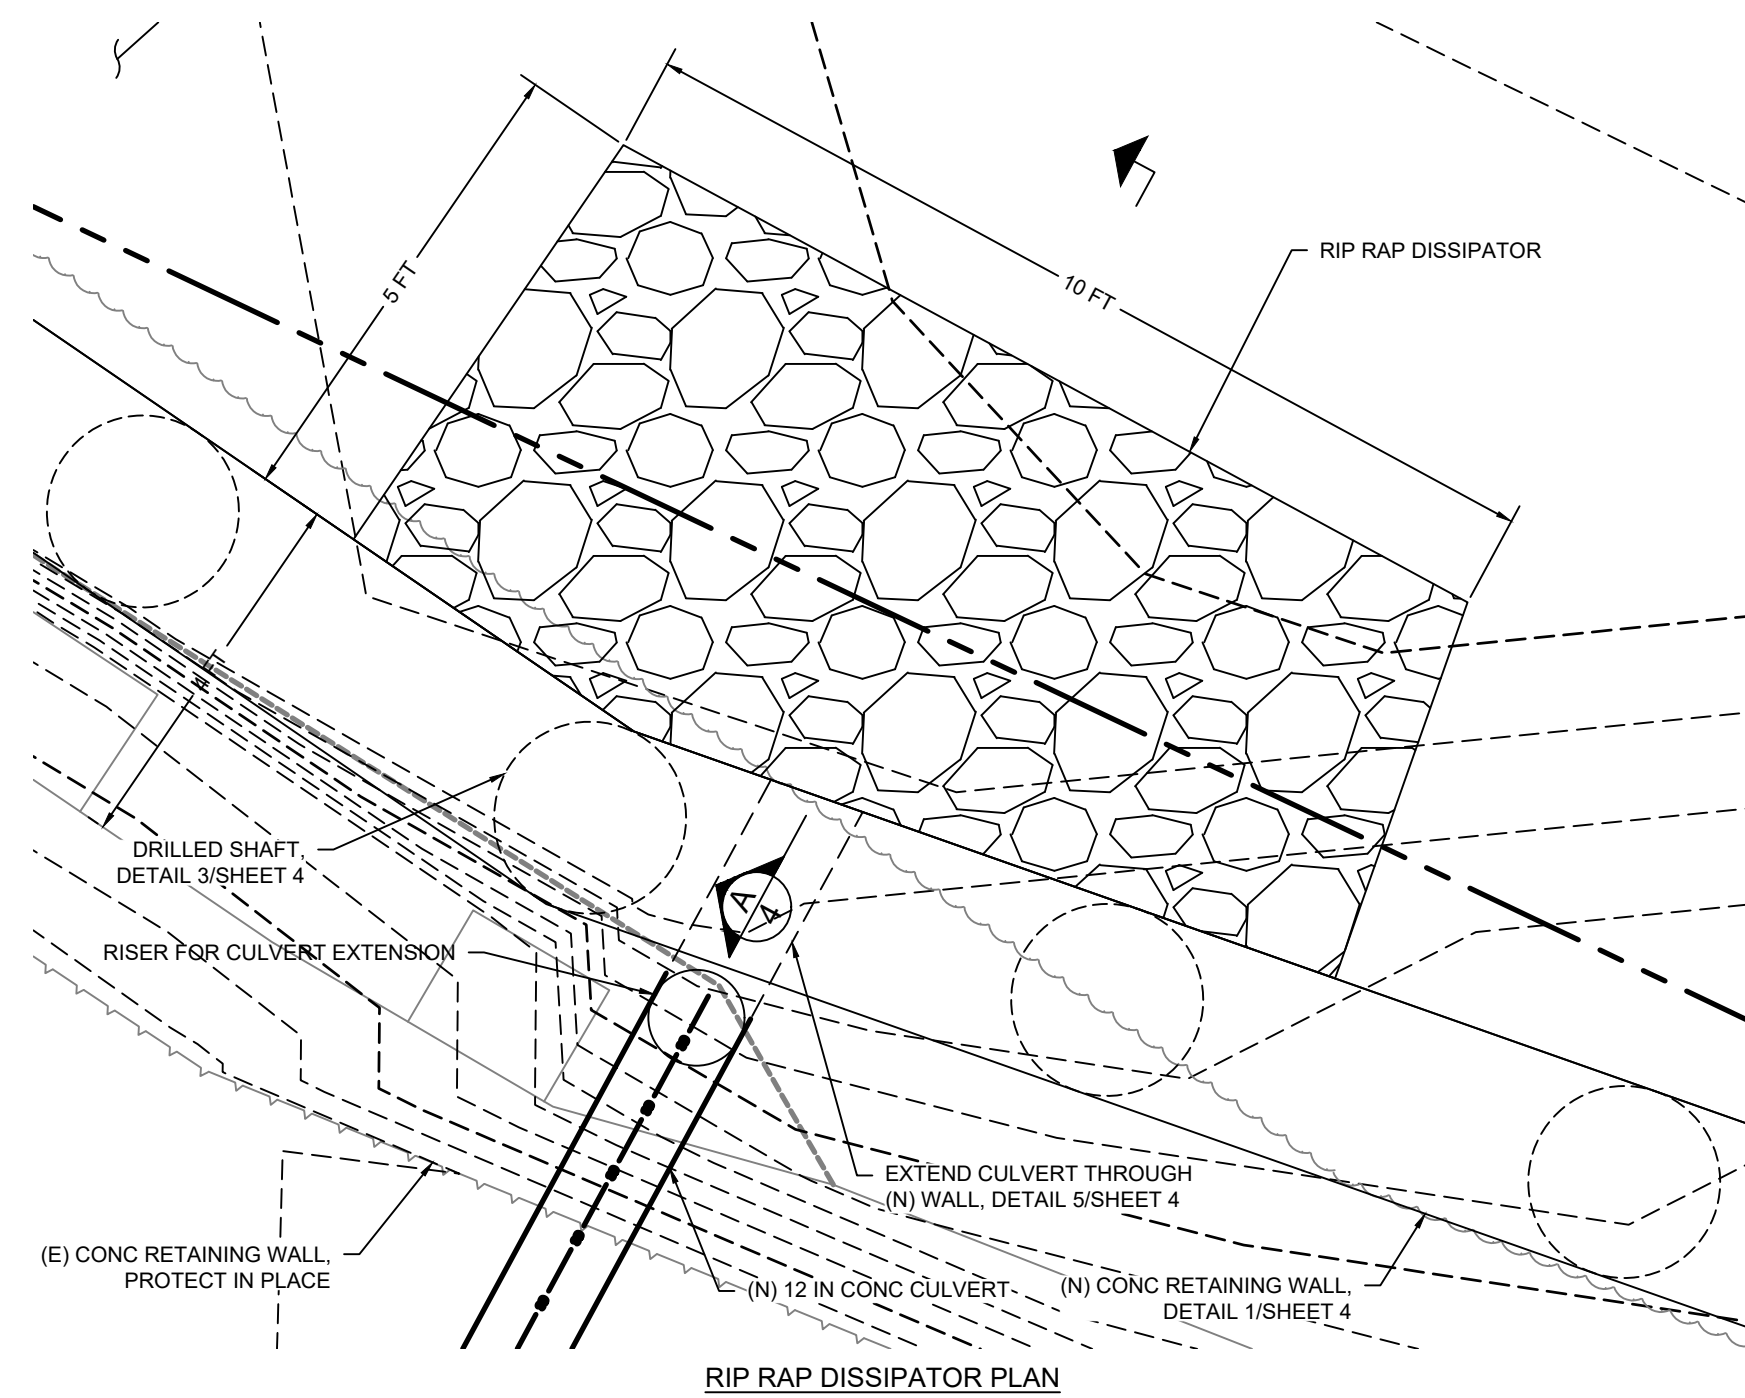 RIP RAP DISSIPATOR
10 FT
5 FT
4 FT
DRILLED SHAFT,
DETAIL 3/SHEET 4
RISER FOR CULVERT EXTENSION
A
4
EXTEND CULVERT THROUGH
(N) WALL, DETAIL 5/SHEET 4
(E) CONC RETAINING WALL,
PROTECT IN PLACE
(N) 12 IN CONC CULVERT
(N) CONC RETAINING WALL,
DETAIL 1/SHEET 4
RIP RAP DISSIPATOR PLAN